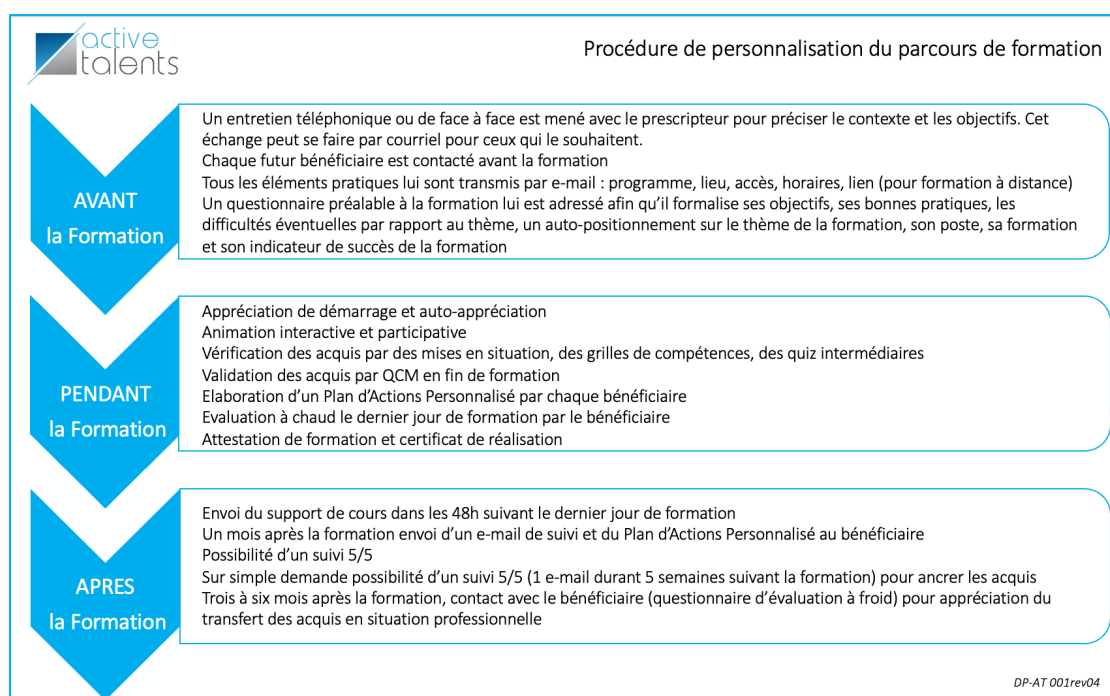 active
talents
Procédure de personnalisation du parcours de formation
AVANT
la Formation
Un entretien téléphonique ou de face à face est mené avec le prescripteur pour préciser le contexte et les objectifs. Cet
échange peut se faire par courriel pour ceux qui le souhaitent.
Chaque futur bénéficiaire est contacté avant la formation
Tous les éléments pratiques lui sont transmis par e-mail : programme, lieu, accès, horaires, lien (pour formation à distance)
Un questionnaire préalable à la formation lui est adressé afin qu'il formalise ses objectifs, ses bonnes pratiques, les
difficultés éventuelles par rapport au thème, un auto-positionnement sur le thème de la formation, son poste, sa formation
et son indicateur de succès de la formation
PENDANT
la Formation
Appréciation de démarrage et auto-appréciation
Animation interactive et participative
Vérification des acquis par des mises en situation, des grilles de compétences, des quiz intermédiaires
Validation des acquis par QCM en fin de formation
Elaboration d'un Plan d'Actions Personnalisé par chaque bénéficiaire
Evaluation à chaud le dernier jour de formation par le bénéficiaire
Attestation de formation et certificat de réalisation
APRES
la Formation
Envoi du support de cours dans les 48h suivant le dernier jour de formation
Un mois après la formation envoi d'un e-mail de suivi et du Plan d'Actions Personnalisé au bénéficiaire
Possibilité d'un suivi 5/5
Sur simple demande possibilité d'un suivi 5/5 (1 e-mail durant 5 semaines suivant la formation) pour ancrer les acquis
Trois à six mois après la formation, contact avec le bénéficiaire (questionnaire d'évaluation à froid) pour appréciation du
transfert des acquis en situation professionnelle
DP-AT 001rev04